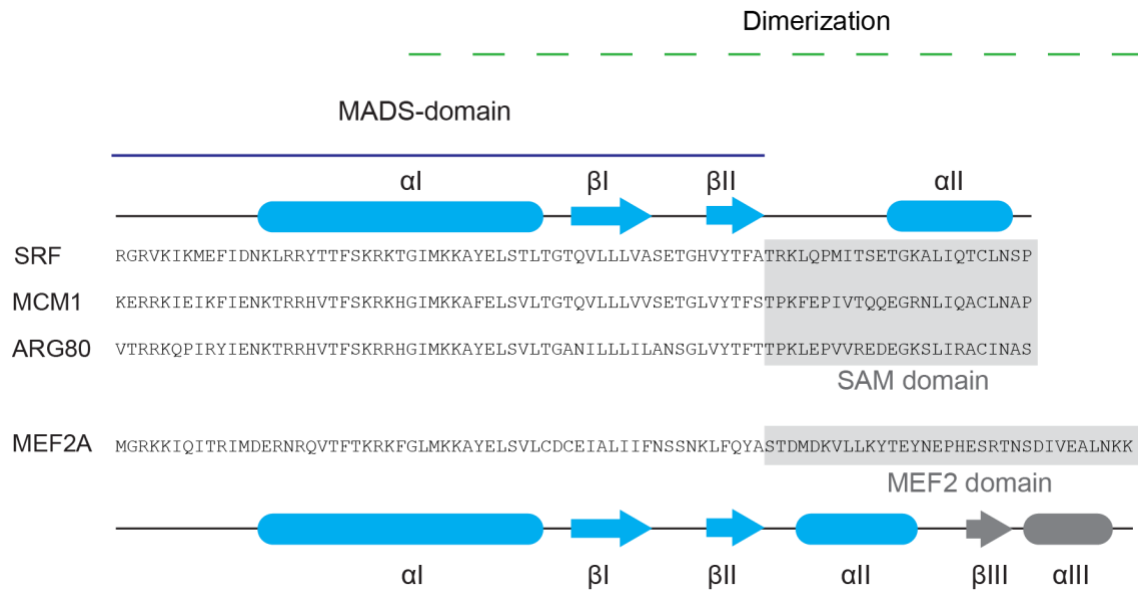 Dimerization
MADS-domain
αI βI βII αII
SRF RGRVKIKMEFIDNKLRRYTTFSKRKTGIMKKAYELSTLTGTQVLLLVASETGHVYTFATRKLQPMITSETGKALIQTCLNSP
MCM1 KERRKIEIKFIENKTRRHVTFSKRKHGIMKKAFELSVLTGTQVLLLVVSETGLVYTFSTPKFEPIVTQQEGRNLIQACLNAP
ARG80 VTRRKQPIRYIENKTRRHVTFSKRRHGIMKKAYELSVLTGANILLLILANSGLVYTFTTPKLEPVVREDEGKSLIRACINAS
SAM domain
MEF2A MGRKKIQITRIMDERNRQVTFTKRKFGLMKKAYELSVLCDCEIALIIFNSSNKLFQYASTDMDKVLLKYTEYNEPHESRTNSDIVEALNKK
MEF2 domain
αI βI βII αII βIII αIII